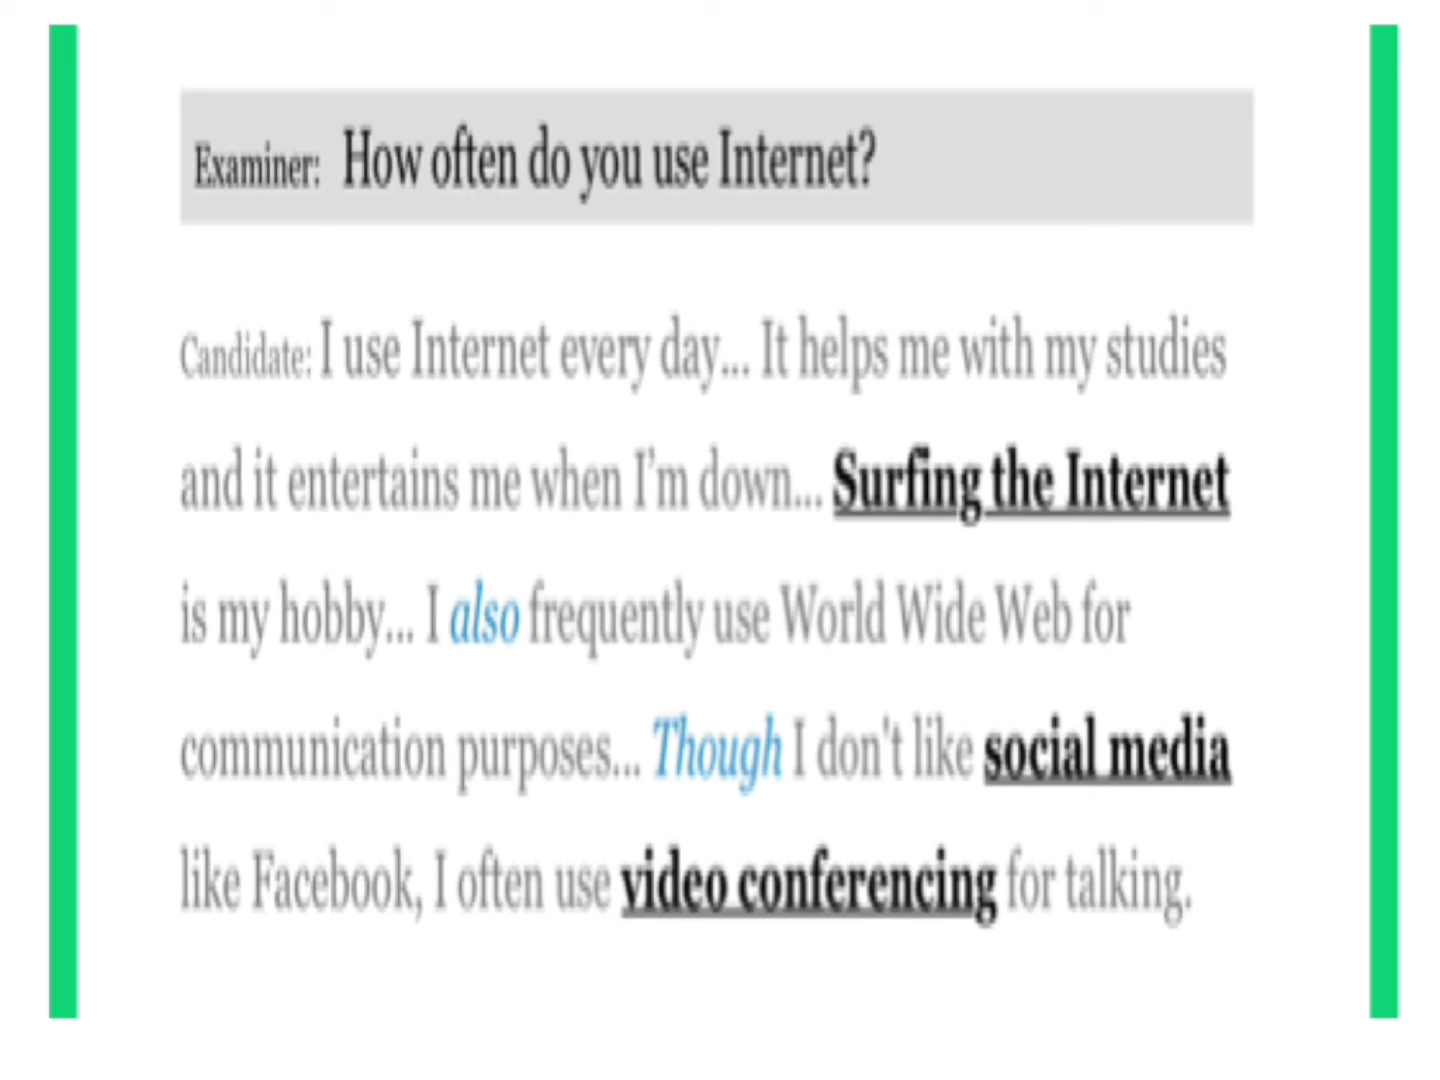 Examiner: How often do you use Internet?
Candidate: I use Internet every day... It helps me with my studies
and it entertains me when I'm down... Surfing the Internet
is my hobby... I also frequently use World Wide Web for
communication purposes... Though I don't like social media
like Facebook, I often use video conferencing for talking.